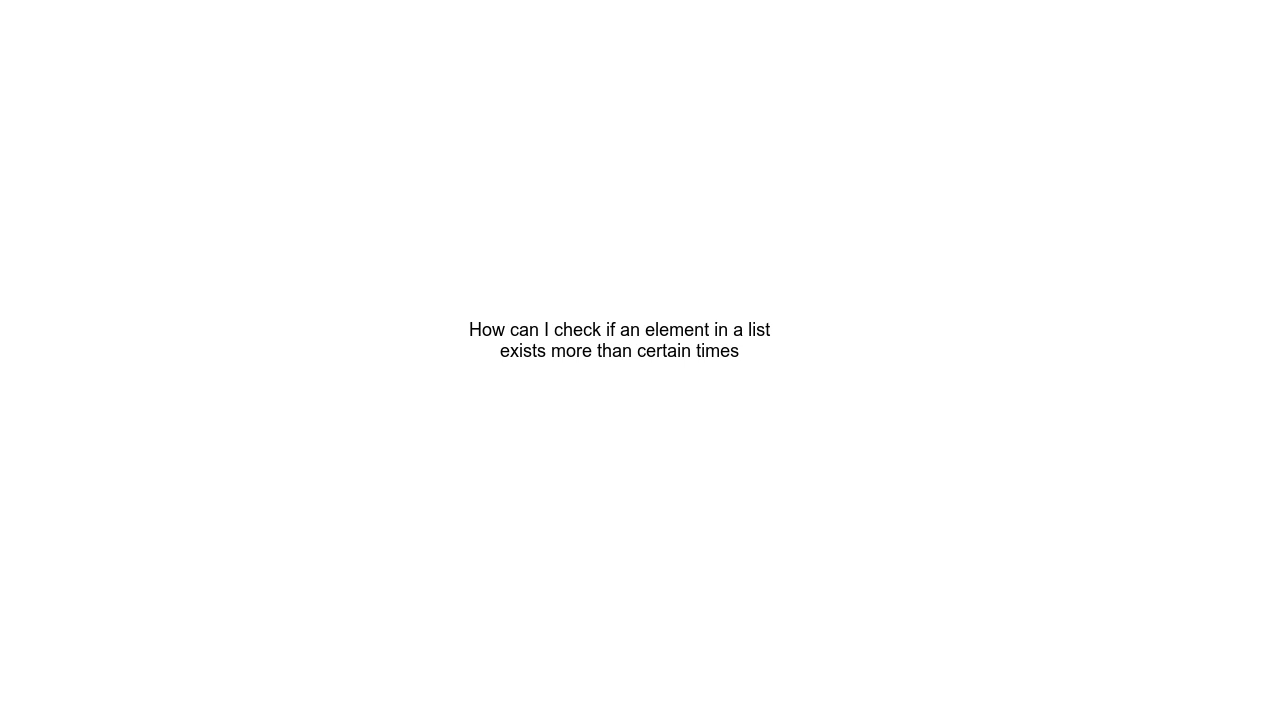 How can I check if an element in a list
exists more than certain times